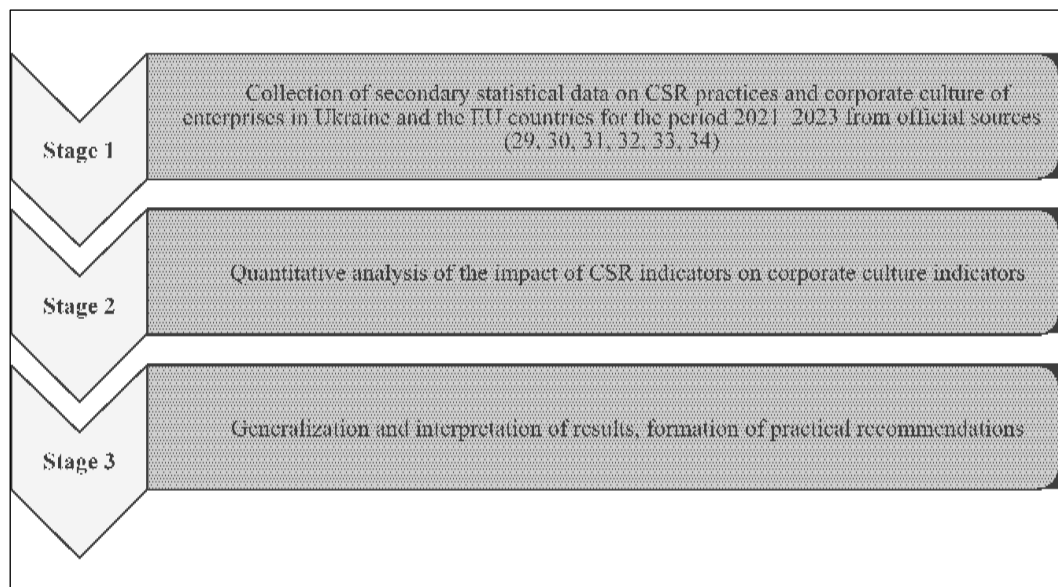 Stage 1
Collection of secondary statistical data on CSR practices and corporate culture of
enterprises in Ukraine and the EU countries for the period 2021–2023 from official sources
(29, 30, 31, 32, 33, 34)
Stage 2
Quantitative analysis of the impact of CSR indicators on corporate culture indicators
Stage 3
Generalization and interpretation of results, formation of practical recommendations